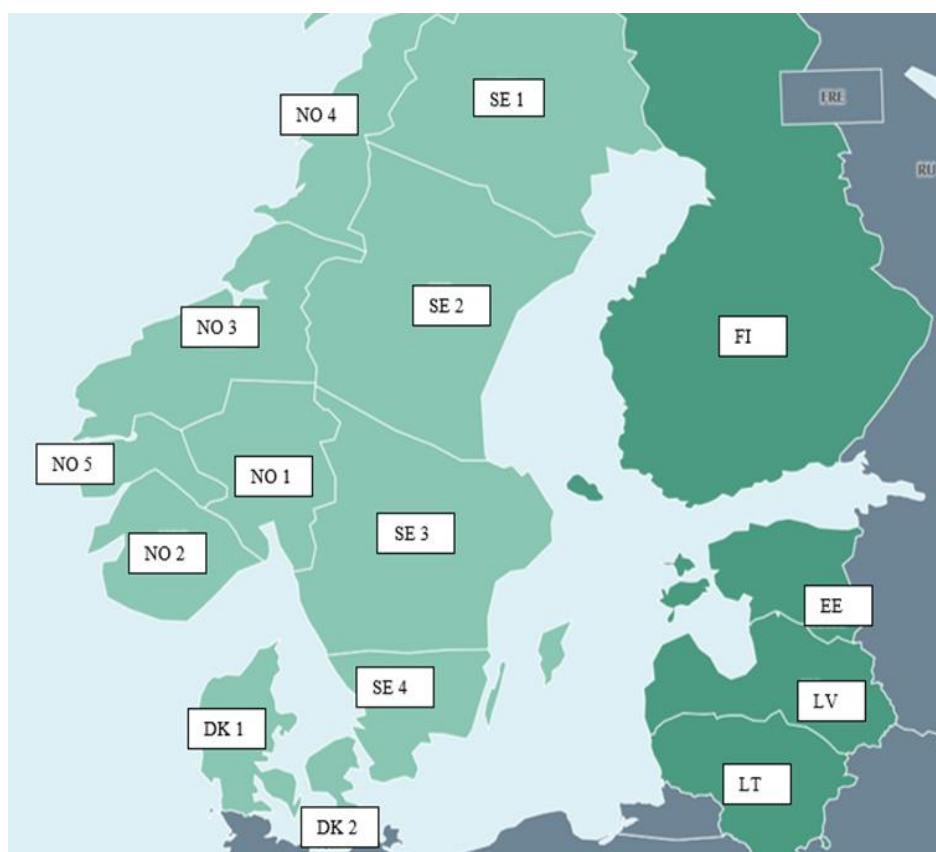 SE 1
NO 4
FRE
RU
SE 2
NO 3
FI
NO 5
NO 1
SE 3
NO 2
EE
SE 4
LV
DK 1
LT
DK 2